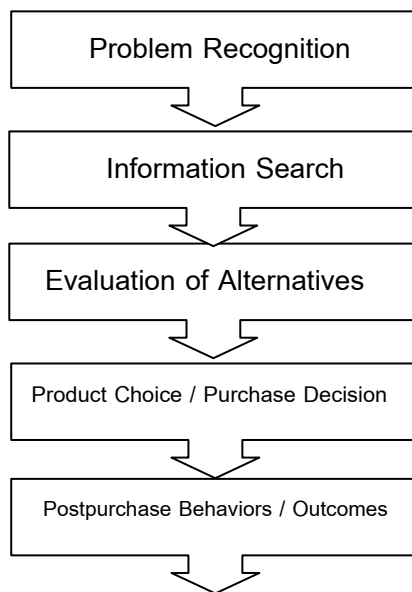 Problem Recognition
Information Search
Evaluation of Alternatives
Product Choice / Purchase Decision
Postpurchase Behaviors / Outcomes